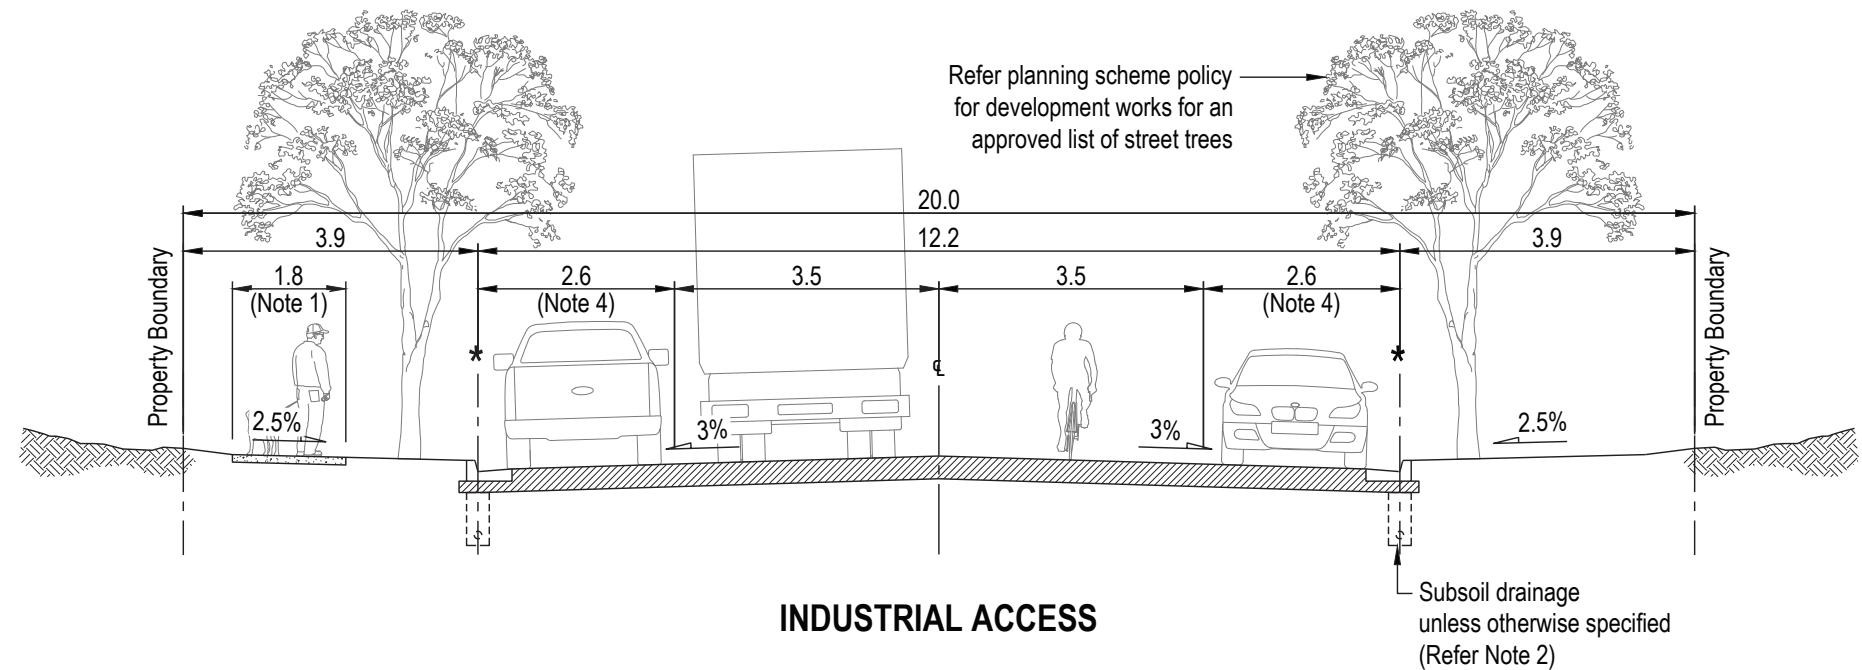 Refer planning scheme policy
for development works for an
approved list of street trees
20.0
3.9
12.2
3.9
1.8
(Note 1)
2.6
(Note 4)
3.5
3.5
2.6
(Note 4)
Property Boundary
Property Boundary
*
*
℄
2.5%
3%
3%
2.5%
S
S
INDUSTRIAL ACCESS
Subsoil drainage
unless otherwise specified
(Refer Note 2)